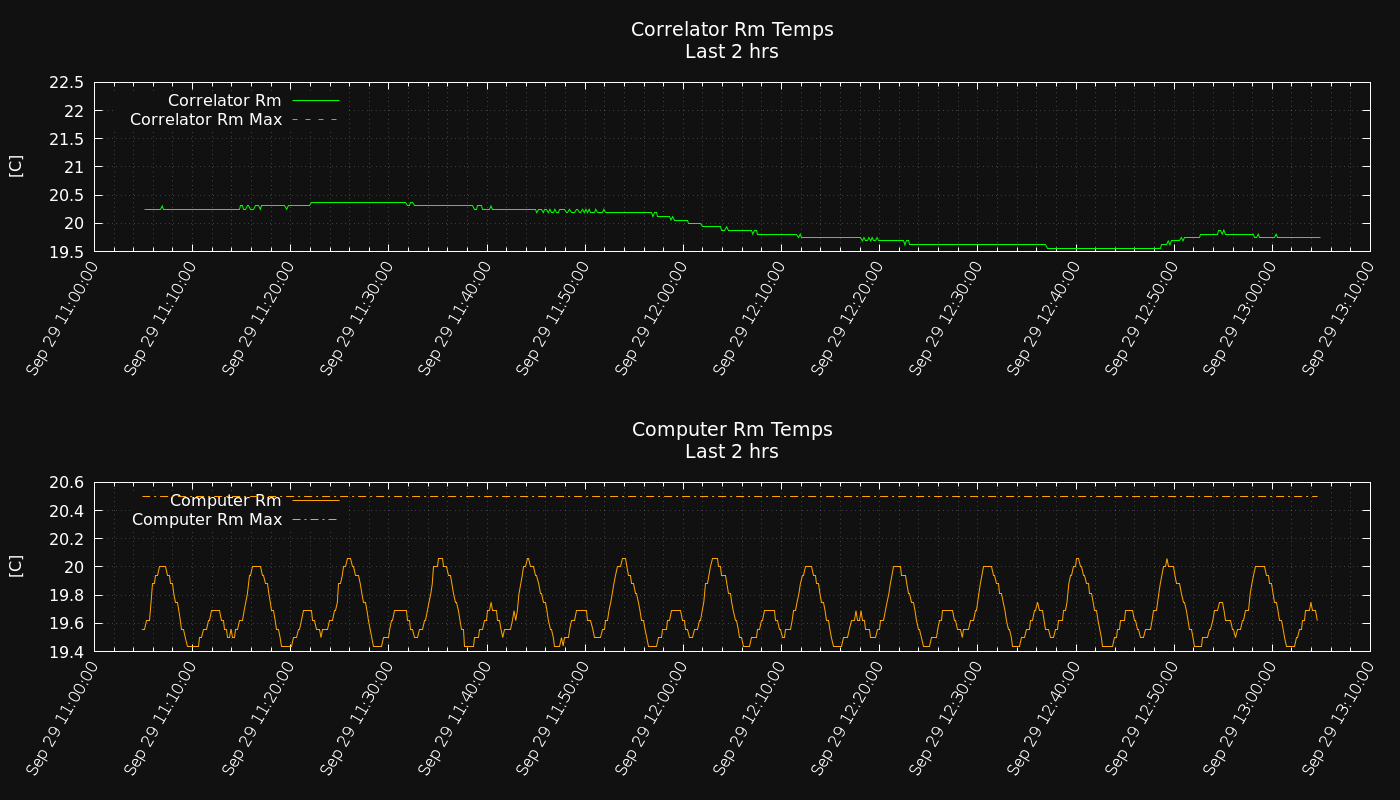 Correlator Rm Temps
Last 2 hrs
22.5
22
21.5
21
20.5
20
19.5
[C]
Correlator Rm
Correlator Rm Max
Sep 29 11:00:00
Sep 29 11:10:00
Sep 29 11:20:00
Sep 29 11:30:00
Sep 29 11:40:00
Sep 29 11:50:00
Sep 29 12:00:00
Sep 29 12:10:00
Sep 29 12:20:00
Sep 29 12:30:00
Sep 29 12:40:00
Sep 29 12:50:00
Sep 29 13:00:00
Sep 29 13:10:00
Computer Rm Temps
Last 2 hrs
20.6
20.4
20.2
20
19.8
19.6
19.4
[C]
Computer Rm
Computer Rm Max
Sep 29 11:00:00
Sep 29 11:10:00
Sep 29 11:20:00
Sep 29 11:30:00
Sep 29 11:40:00
Sep 29 11:50:00
Sep 29 12:00:00
Sep 29 12:10:00
Sep 29 12:20:00
Sep 29 12:30:00
Sep 29 12:40:00
Sep 29 12:50:00
Sep 29 13:00:00
Sep 29 13:10:00